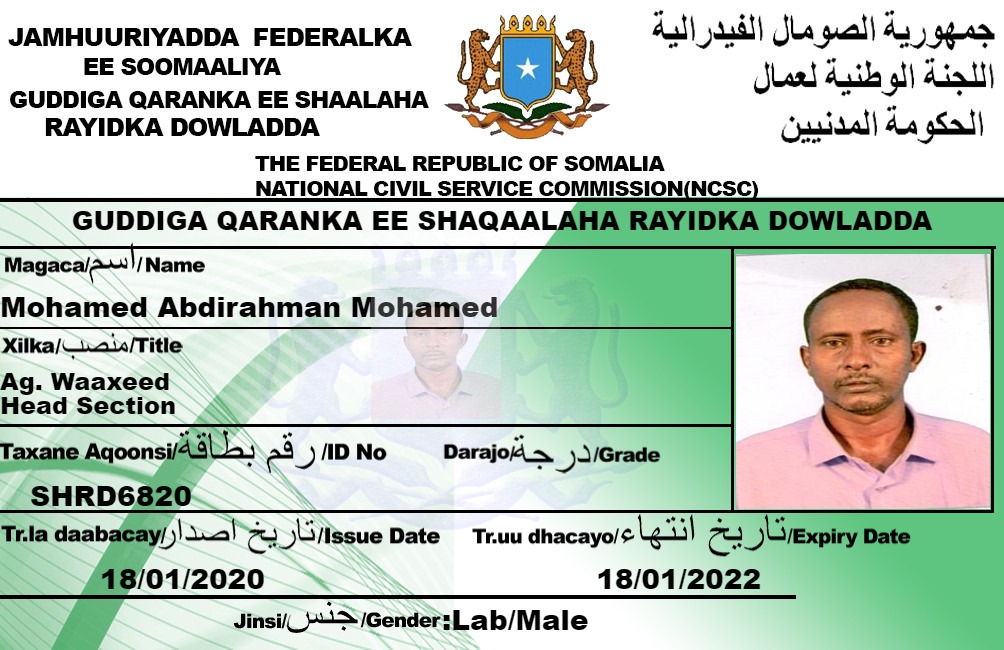 JAMHUURIYADDA FEDERALKA
EE SOOMAALIYA
GUDDIGA QARANKA EE SHAALAHA
RAYIDKA DOWLADDA
جمهورية الصومال الفيدرالية
اللجنة الوطنية لعمال
الحكومة المدنيين
THE FEDERAL REPUBLIC OF SOMALIA
NATIONAL CIVIL SERVICE COMMISSION(NCSC)
GUDDIGA QARANKA EE SHAQAALAHA RAYIDKA DOWLADDA
Magaca/اسم/Name
Mohamed Abdirahman Mohamed
Xilka/منصب/Title
Ag. Waaxeed
Head Section
Taxane Aqoonsi/رقم بطاقة/ID No
Darajo/درجة/Grade
SHRD6820
Tr.la daabacay/تاريخ اصدار/Issue Date
Tr.uu dhacayo/تاريخ انتهاء/Expiry Date
18/01/2020
18/01/2022
Jinsi/جنس/Gender:Lab/Male